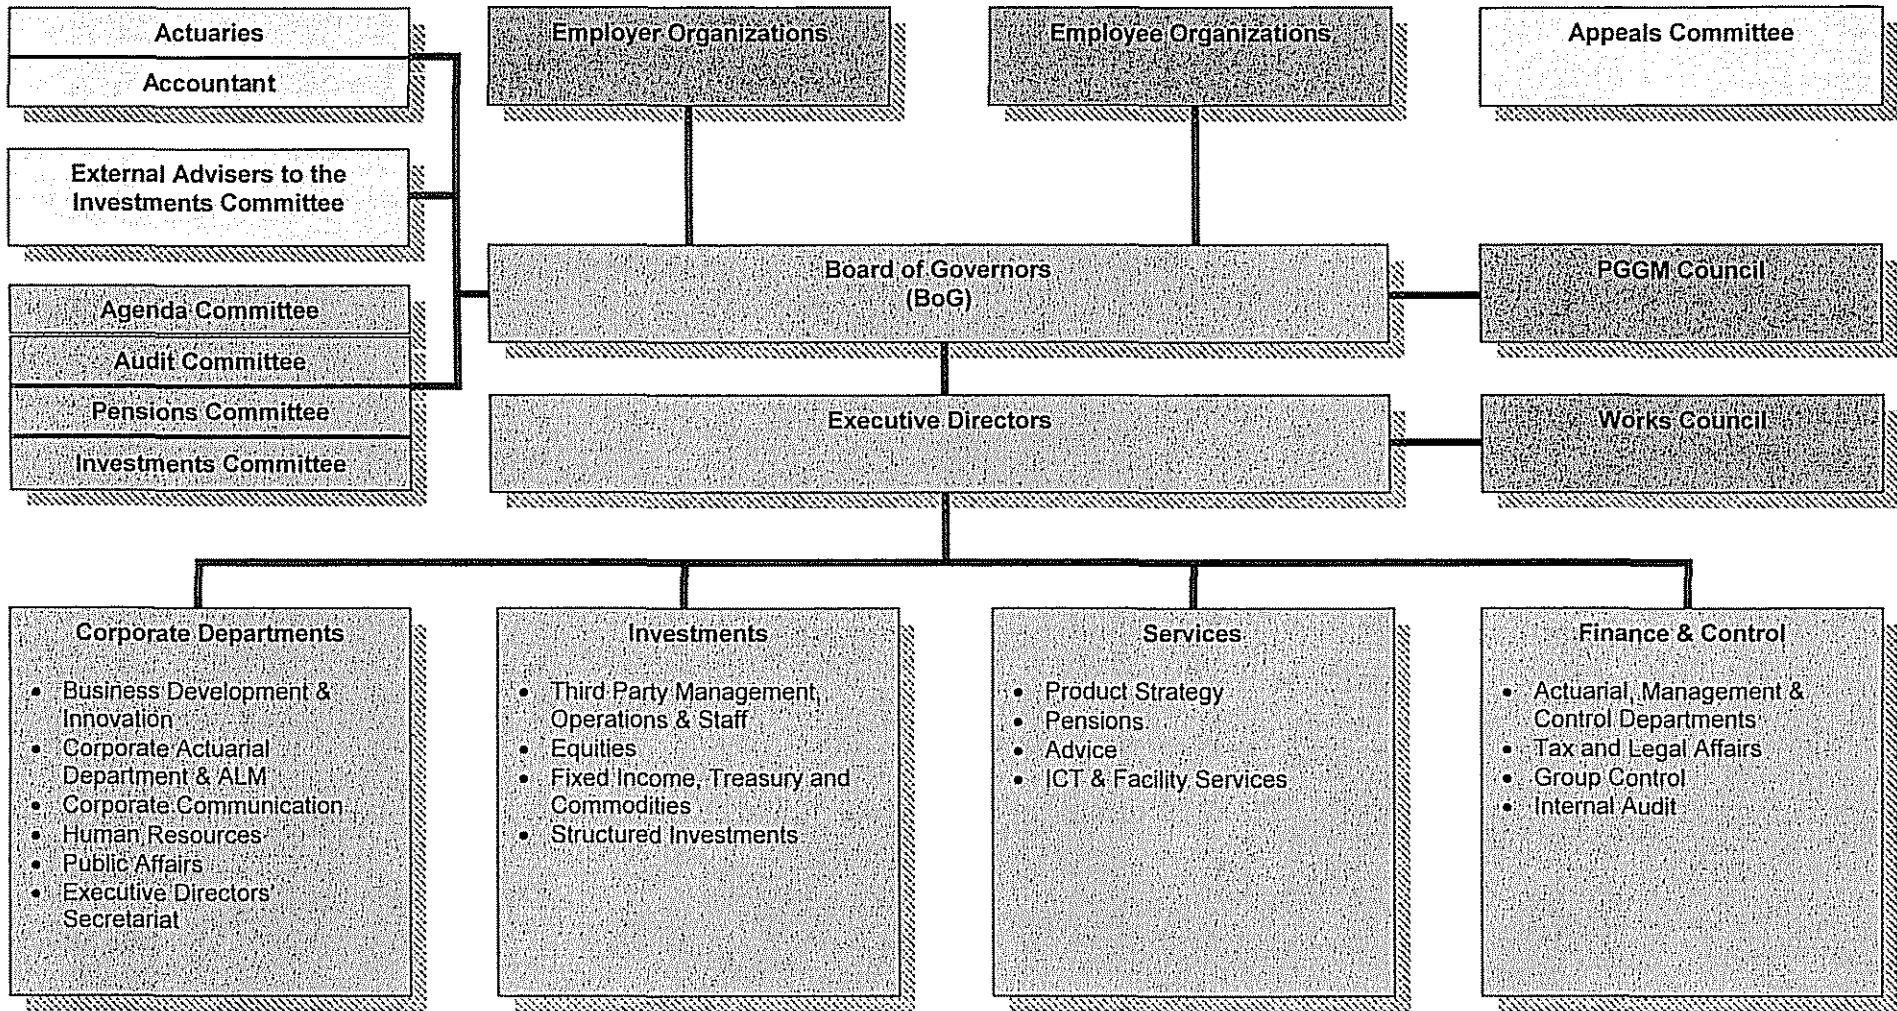 Actuaries
Accountant
Employer Organizations
Employee Organizations
Appeals Committee
External Advisers to the
Investments Committee
Agenda Committee
Audit Committee
Pensions Committee
Investments Committee
Board of Governors
(BoG)
PGGM Council
Executive Directors
Works Council
Corporate Departments
• Business Development &
Innovation
• Corporate Actuarial
Department & ALM
• Corporate Communication
• Human Resources
• Public Affairs
• Executive Directors'
Secretariat
Investments
• Third Party Management,
Operations & Staff
• Equities
• Fixed Income, Treasury and
Commodities
• Structured Investments
Services
• Product Strategy
• Pensions
• Advice
• ICT & Facility Services
Finance & Control
• Actuarial, Management &
Control Departments
• Tax and Legal Affairs
• Group Control
• Internal Audit